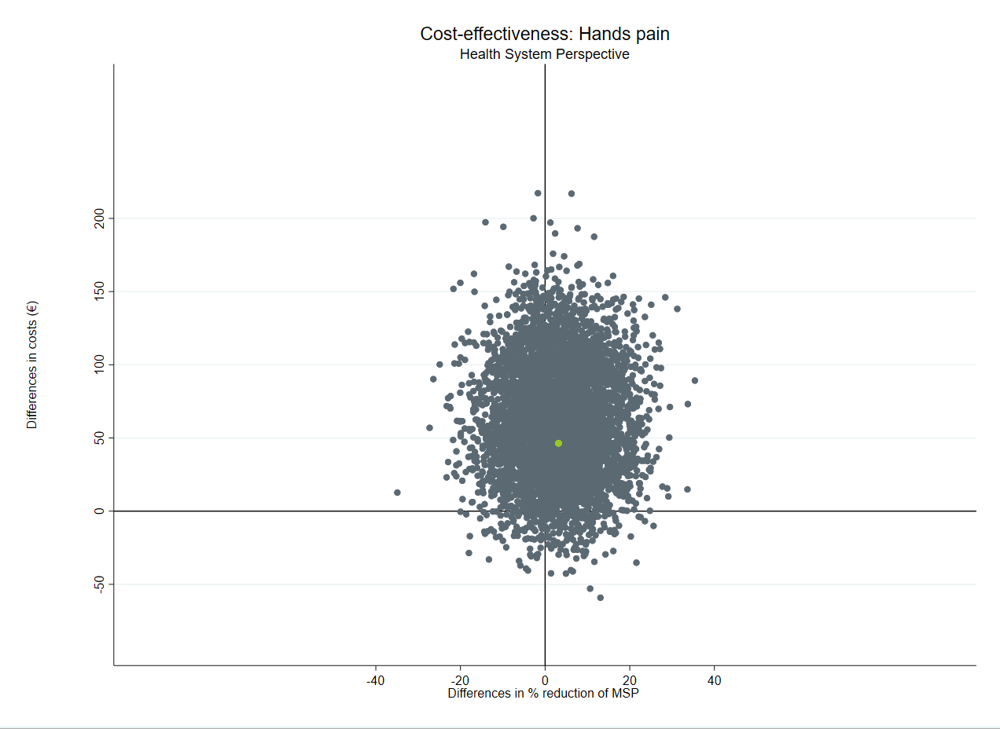 Cost-effectiveness: Hands pain
Health System Perspective
Differences in costs (€)
200
150
100
50
0
-50
-40 -20 0 20 40
Differences in % reduction of MSP